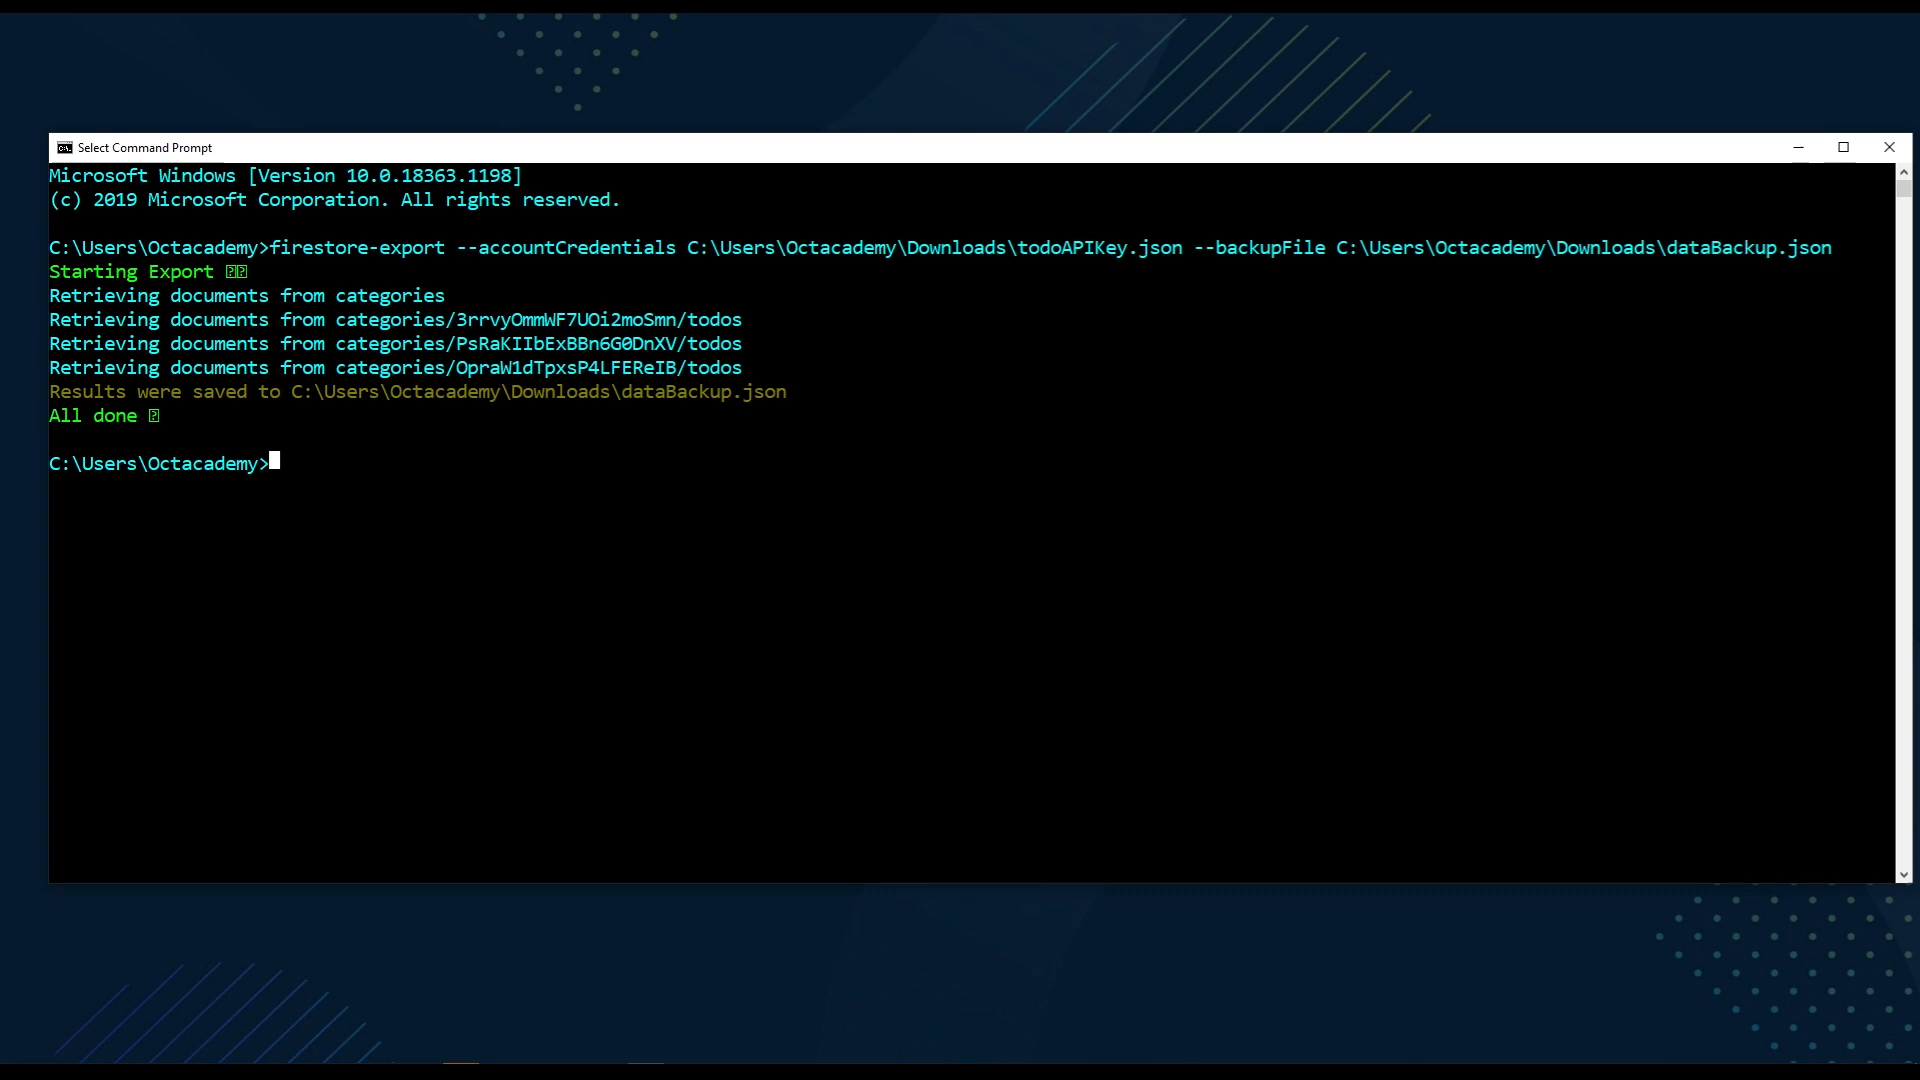 Select Command Prompt
Microsoft Windows [Version 10.0.18363.1198]
(c) 2019 Microsoft Corporation. All rights reserved.
C:\Users\Octacademy>firestore-export --accountCredentials C:\Users\Octacademy\Downloads\todoAPIKey.json --backupFile C:\Users\Octacademy\Downloads\dataBackup.json
Starting Export
Retrieving documents from categories
Retrieving documents from categories/3rrvyOmmWF7UOi2moSmn/todos
Retrieving documents from categories/PsRaKIIbExBBn6G0DnXV/todos
Retrieving documents from categories/OpraW1dTpxsP4LFEReIB/todos
Results were saved to C:\Users\Octacademy\Downloads\dataBackup.json
All done
C:\Users\Octacademy>